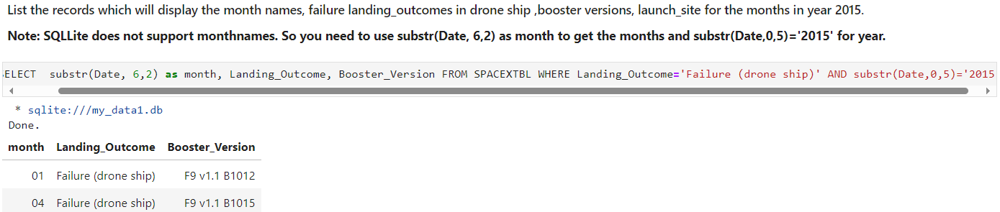 List the records which will display the month names, failure landing_outcomes in drone ship ,booster versions, launch_site for the months in year 2015.
Note: SQLLite does not support monthnames. So you need to use substr(Date, 6,2) as month to get the months and substr(Date,0,5)='2015' for year.
ELECT substr(Date, 6,2) as month, Landing_Outcome, Booster_Version FROM SPACEXTBL WHERE Landing_Outcome='Failure (drone ship)' AND substr(Date,0,5)='2015
* sqlite:///my_data1.db
Done.
month Landing_Outcome Booster_Version
01 Failure (drone ship) F9 v1.1 B1012
04 Failure (drone ship) F9 v1.1 B1015